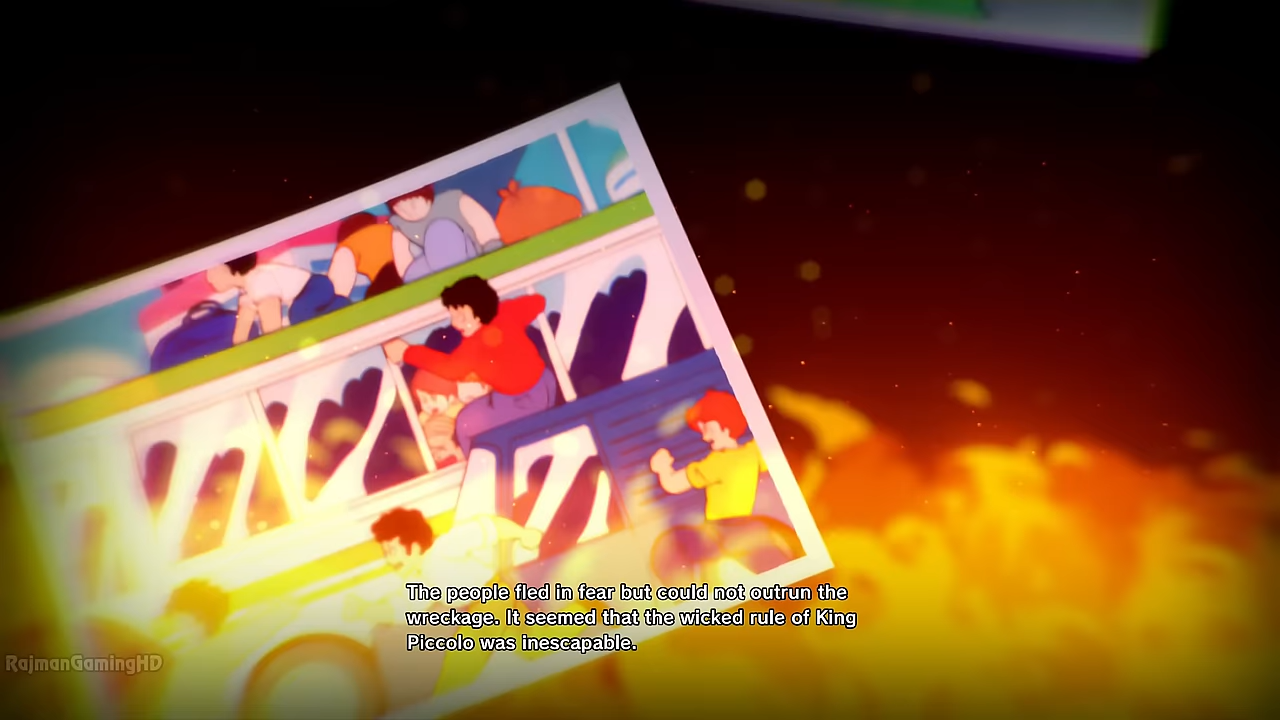 The people fled in fear but could not outrun the
wreckage. It seemed that the wicked rule of King
Piccolo was inescapable.
RajmanGamingHD